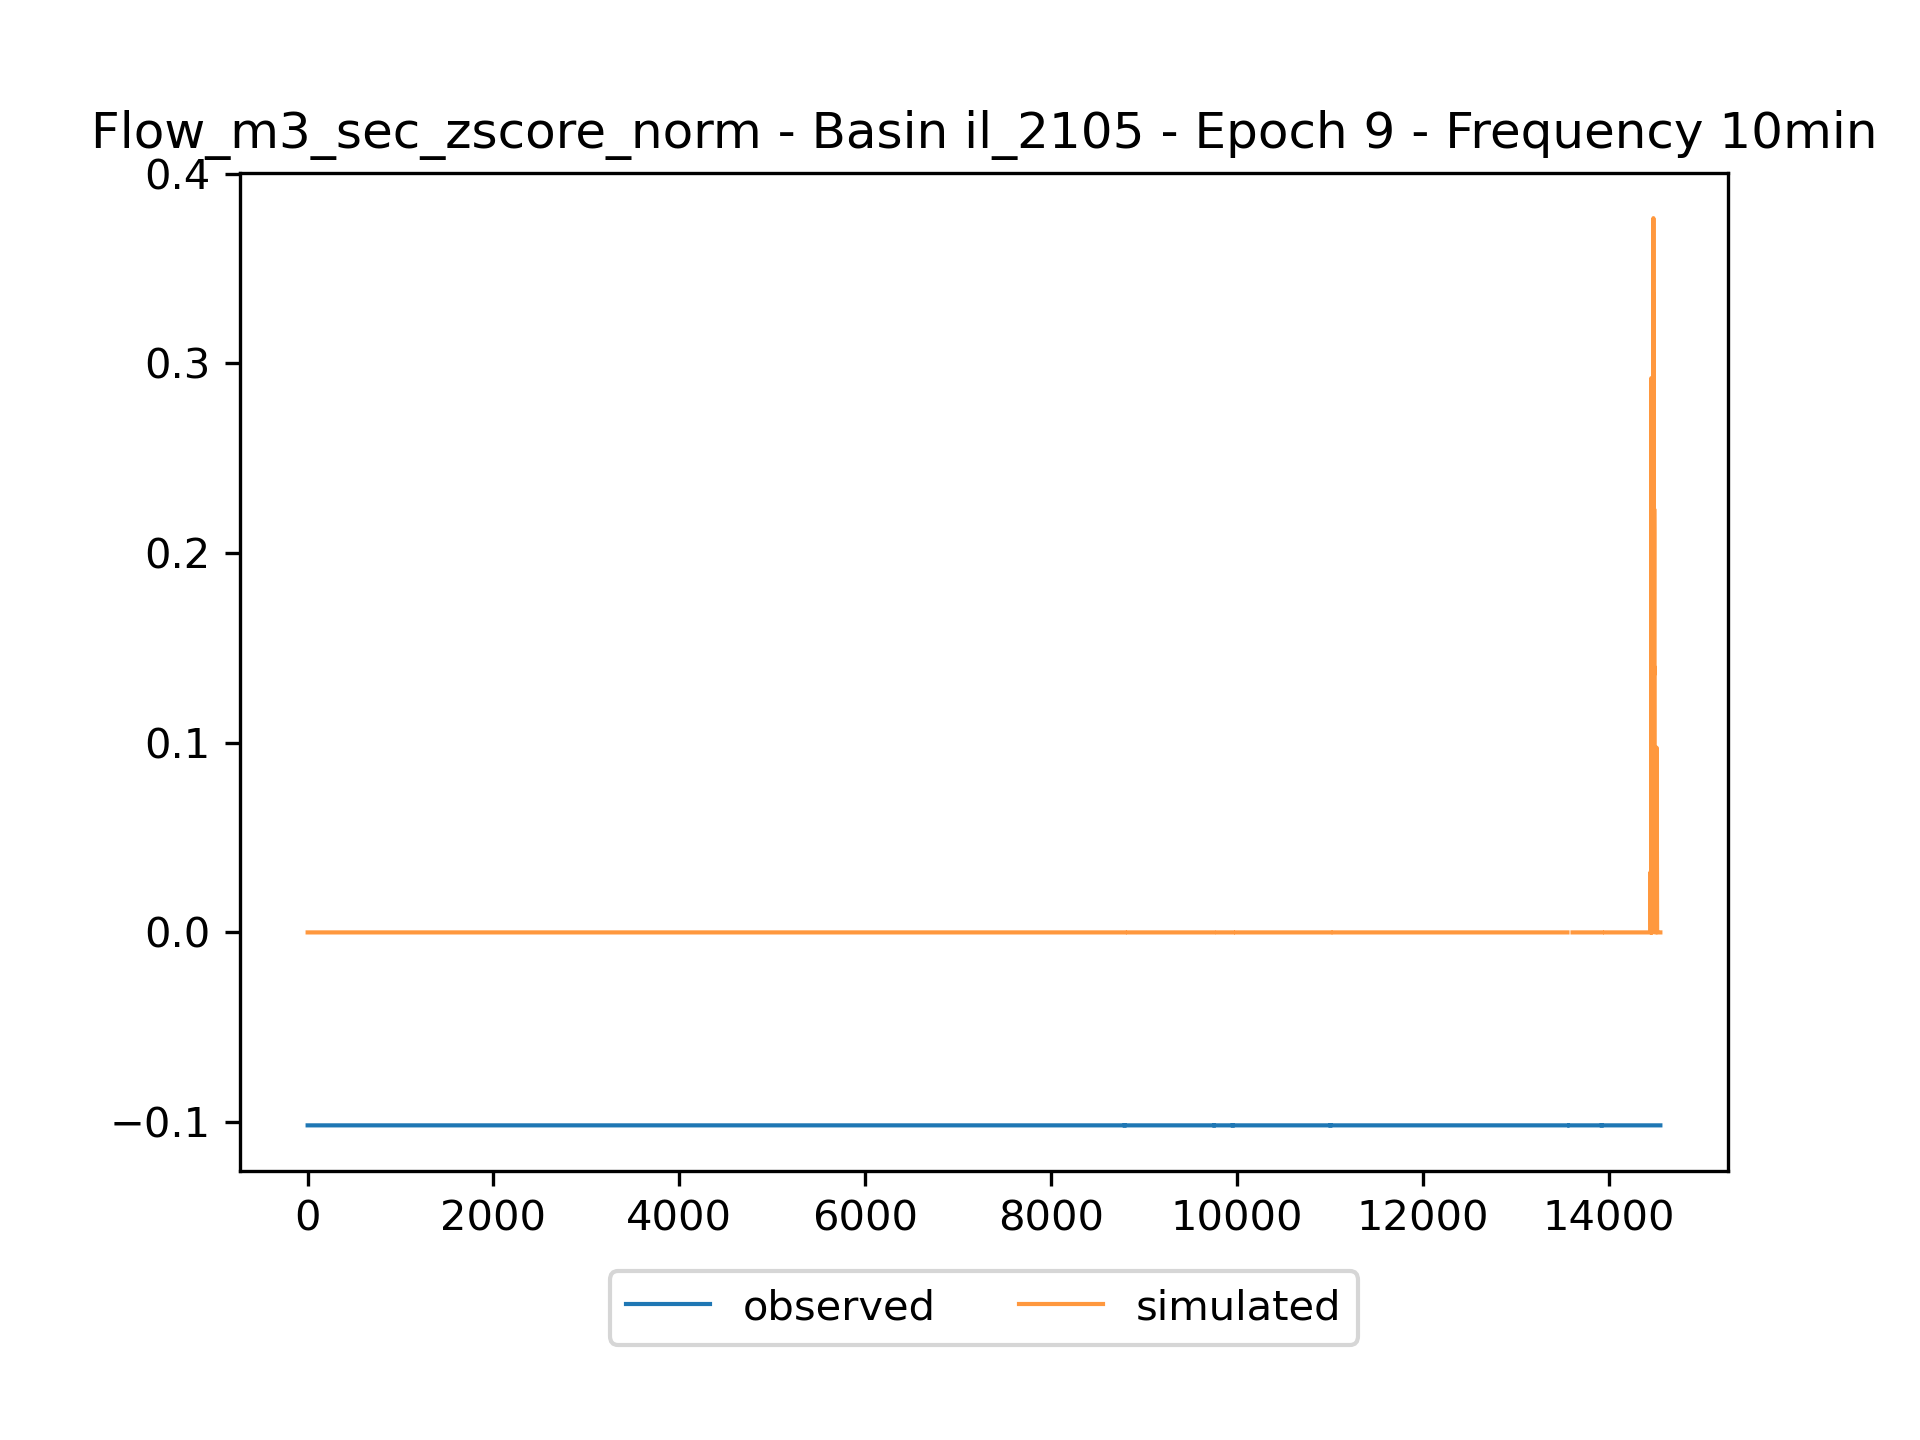 Flow_m3_sec_zscore_norm - Basin il_2105 - Epoch 9 - Frequency 10min
0.4
0.3
0.2
0.1
0.0
−0.1
0 2000 4000 6000 8000 10000 12000 14000
observed simulated